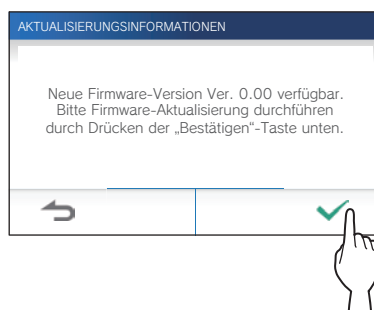 AKTUALISIERUNGSINFORMATIONEN
Neue Firmware-Version Ver. 0.00 verfügbar.
Bitte Firmware-Aktualisierung durchführen
durch Drücken der „Bestätigen“-Taste unten.